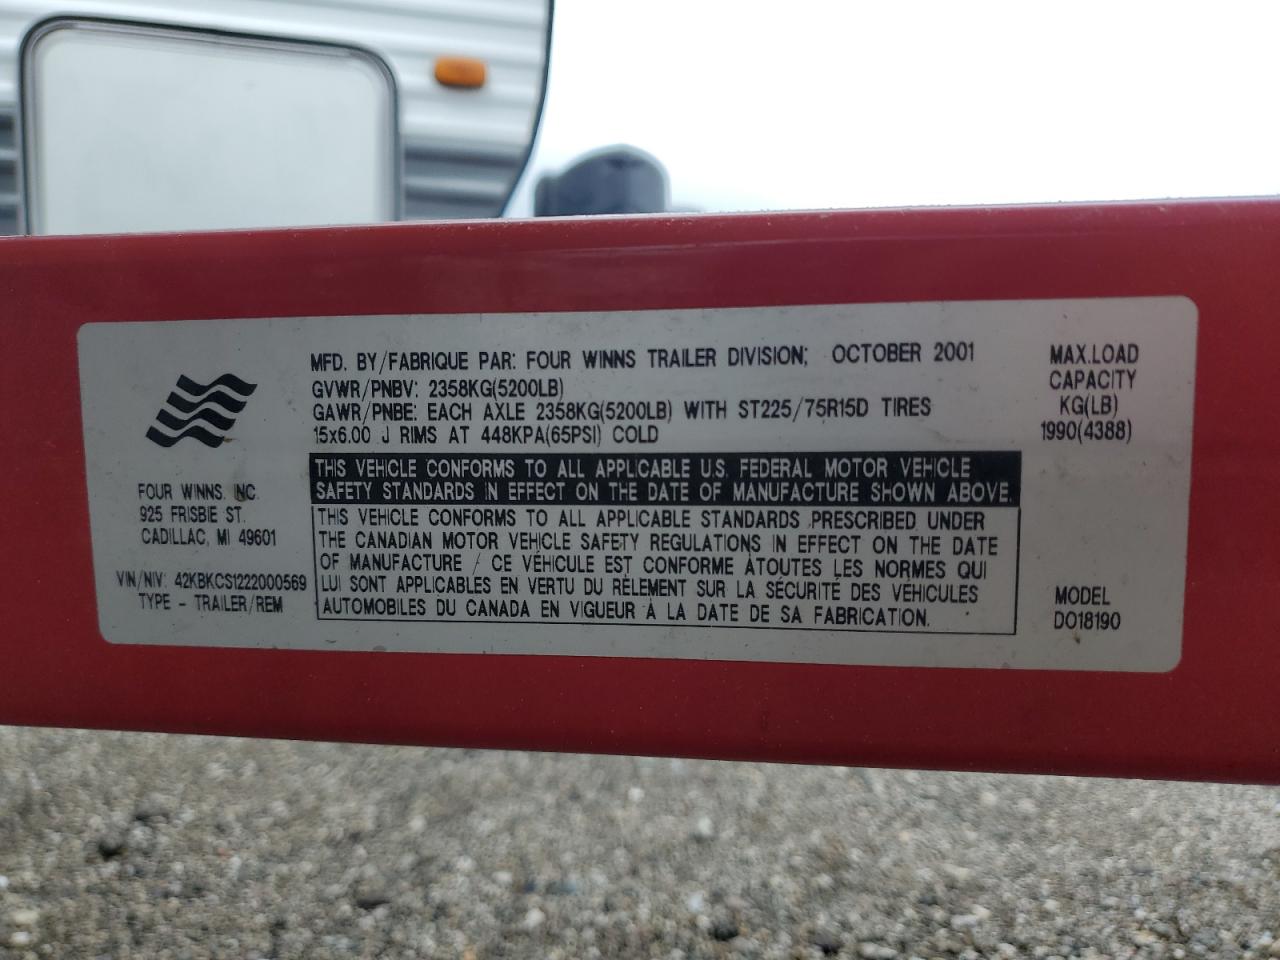 MFD. BY/FABRIQUE PAR: FOUR WINNS TRAILER DIVISION; OCTOBER 2001
GVWR/PNBV: 2358KG(5200LB)
GAWR/PNBE: EACH AXLE 2358KG(5200LB) WITH ST225/75R15D TIRES
15x6.00 J RIMS AT 448KPA(65PSI) COLD
MAX.LOAD
CAPACITY
KG(LB)
1990(4388)
THIS VEHICLE CONFORMS TO ALL APPLICABLE U.S. FEDERAL MOTOR VEHICLE
SAFETY STANDARDS IN EFFECT ON THE DATE OF MANUFACTURE SHOWN ABOVE.
THIS VEHICLE CONFORMS TO ALL APPLICABLE STANDARDS PRESCRIBED UNDER
THE CANADIAN MOTOR VEHICLE SAFETY REGULATIONS IN EFFECT ON THE DATE
OF MANUFACTURE / CE VÉHICULE EST CONFORME ÀTOUTES LES NORMES QUI
LUI SONT APPLICABLES EN VERTU DU RÈLEMENT SUR LA SÉCURITÉ DES VÉHICULES
AUTOMOBILES DU CANADA EN VIGUEUR À LA DATE DE SA FABRICATION.
FOUR WINNS, INC.
925 FRISBIE ST.
CADILLAC, MI 49601
VIN/NIV: 42KBKCS1222000569
TYPE - TRAILER/REM
MODEL
DO18190